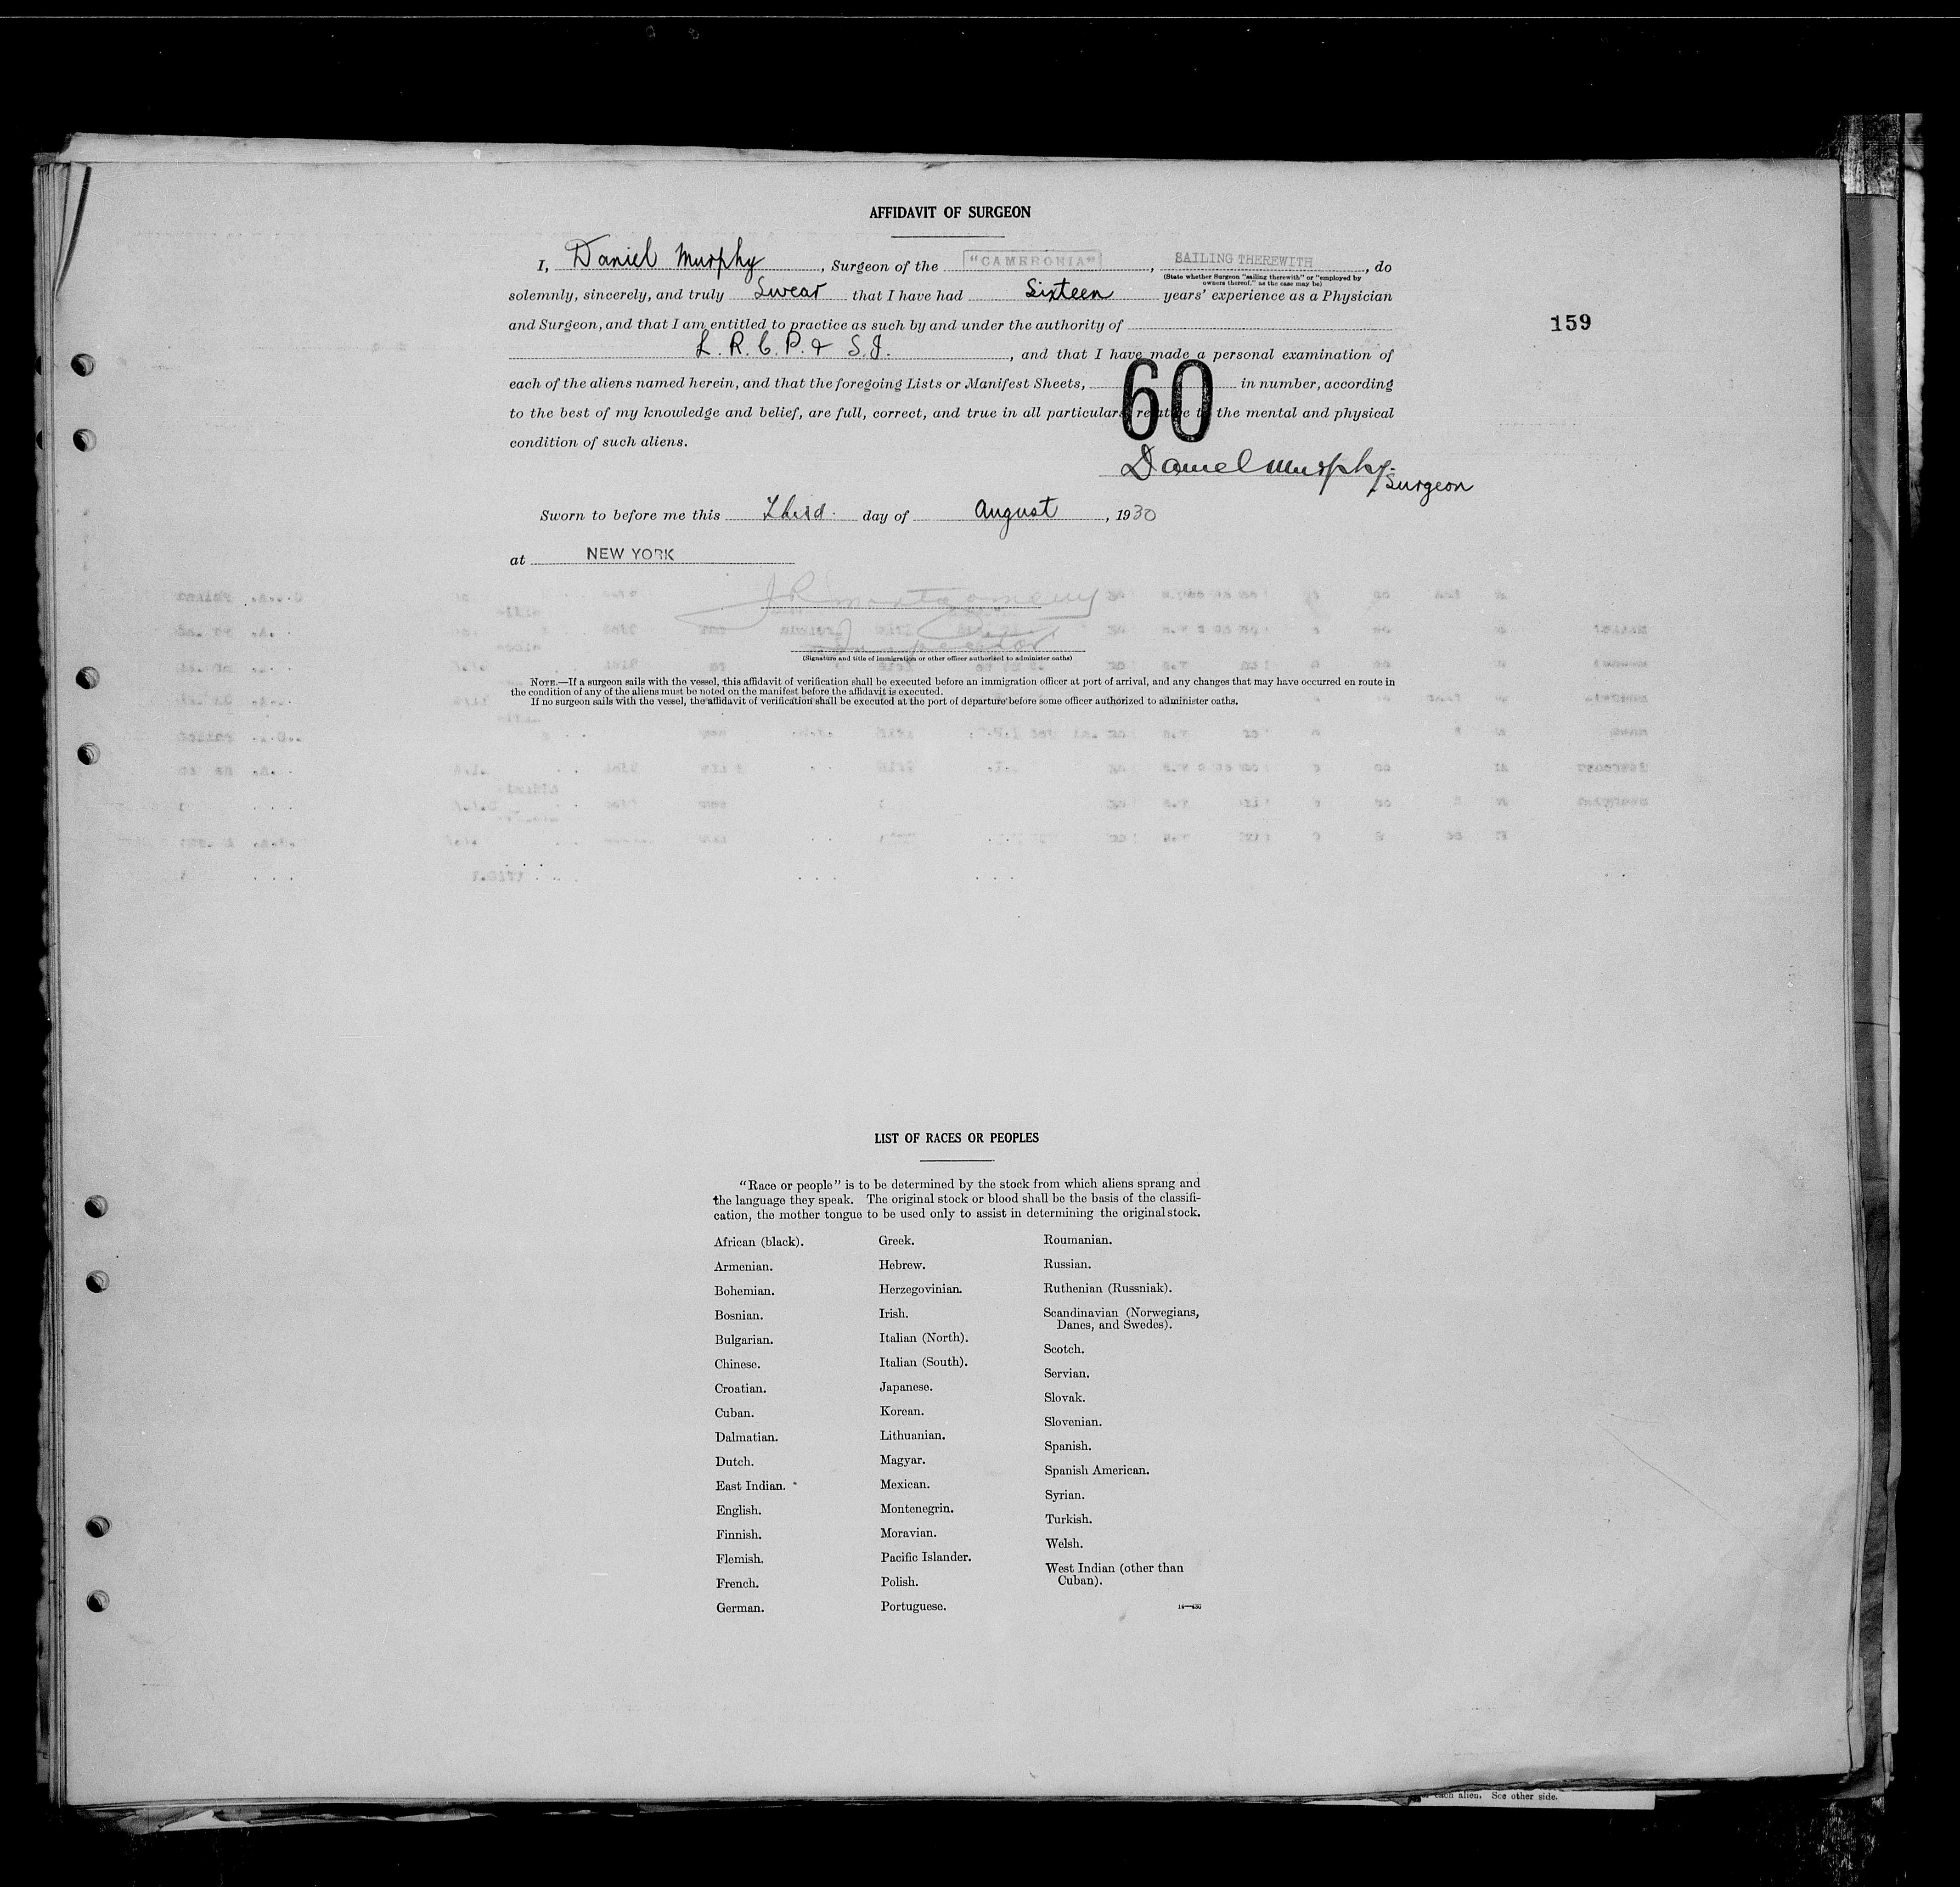 AFFIDAVIT OF SURGEON
I, Daniel Murphy, Surgeon of the "CAMERONIA", SAILING THEREWITH, do
(State whether Surgeon "sailing therewith" or "employed by
owners thereof," as the case may be)
solemnly, sincerely, and truly Swear that I have had Sixteen years' experience as a Physician
and Surgeon, and that I am entitled to practice as such by and under the authority of
159
L. R. C. P. & S. I., and that I have made a personal examination of
each of the aliens named herein, and that the foregoing Lists or Manifest Sheets, 60 in number, according
to the best of my knowledge and belief, are full, correct, and true in all particulars relative to the mental and physical
condition of such aliens.
Daniel Murphy.
Surgeon
Sworn to before me this Third. day of August, 1930
at NEW YORK
J R Montgomery
Inspector
(Signature and title of immigration or other officer authorized to administer oaths)
NOTE.—If a surgeon sails with the vessel, this affidavit of verification shall be executed before an immigration officer at port of arrival, and any changes that may have occurred en route in
the condition of any of the aliens must be noted on the manifest before the affidavit is executed.
If no surgeon sails with the vessel, the affidavit of verification shall be executed at the port of departure before some officer authorized to administer oaths.
LIST OF RACES OR PEOPLES
"Race or people" is to be determined by the stock from which aliens sprang and
the language they speak. The original stock or blood shall be the basis of the classifi-
cation, the mother tongue to be used only to assist in determining the original stock.
African (black).
Armenian.
Bohemian.
Bosnian.
Bulgarian.
Chinese.
Croatian.
Cuban.
Dalmatian.
Dutch.
East Indian.
English.
Finnish.
Flemish.
French.
German.
Greek.
Hebrew.
Herzegovinian.
Irish.
Italian (North).
Italian (South).
Japanese.
Korean.
Lithuanian.
Magyar.
Mexican.
Montenegrin.
Moravian.
Pacific Islander.
Polish.
Portuguese.
Roumanian.
Russian.
Ruthenian (Russniak).
Scandinavian (Norwegians,
Danes, and Swedes).
Scotch.
Servian.
Slovak.
Slovenian.
Spanish.
Spanish American.
Syrian.
Turkish.
Welsh.
West Indian (other than
Cuban).
14—430
each alien. See other side.